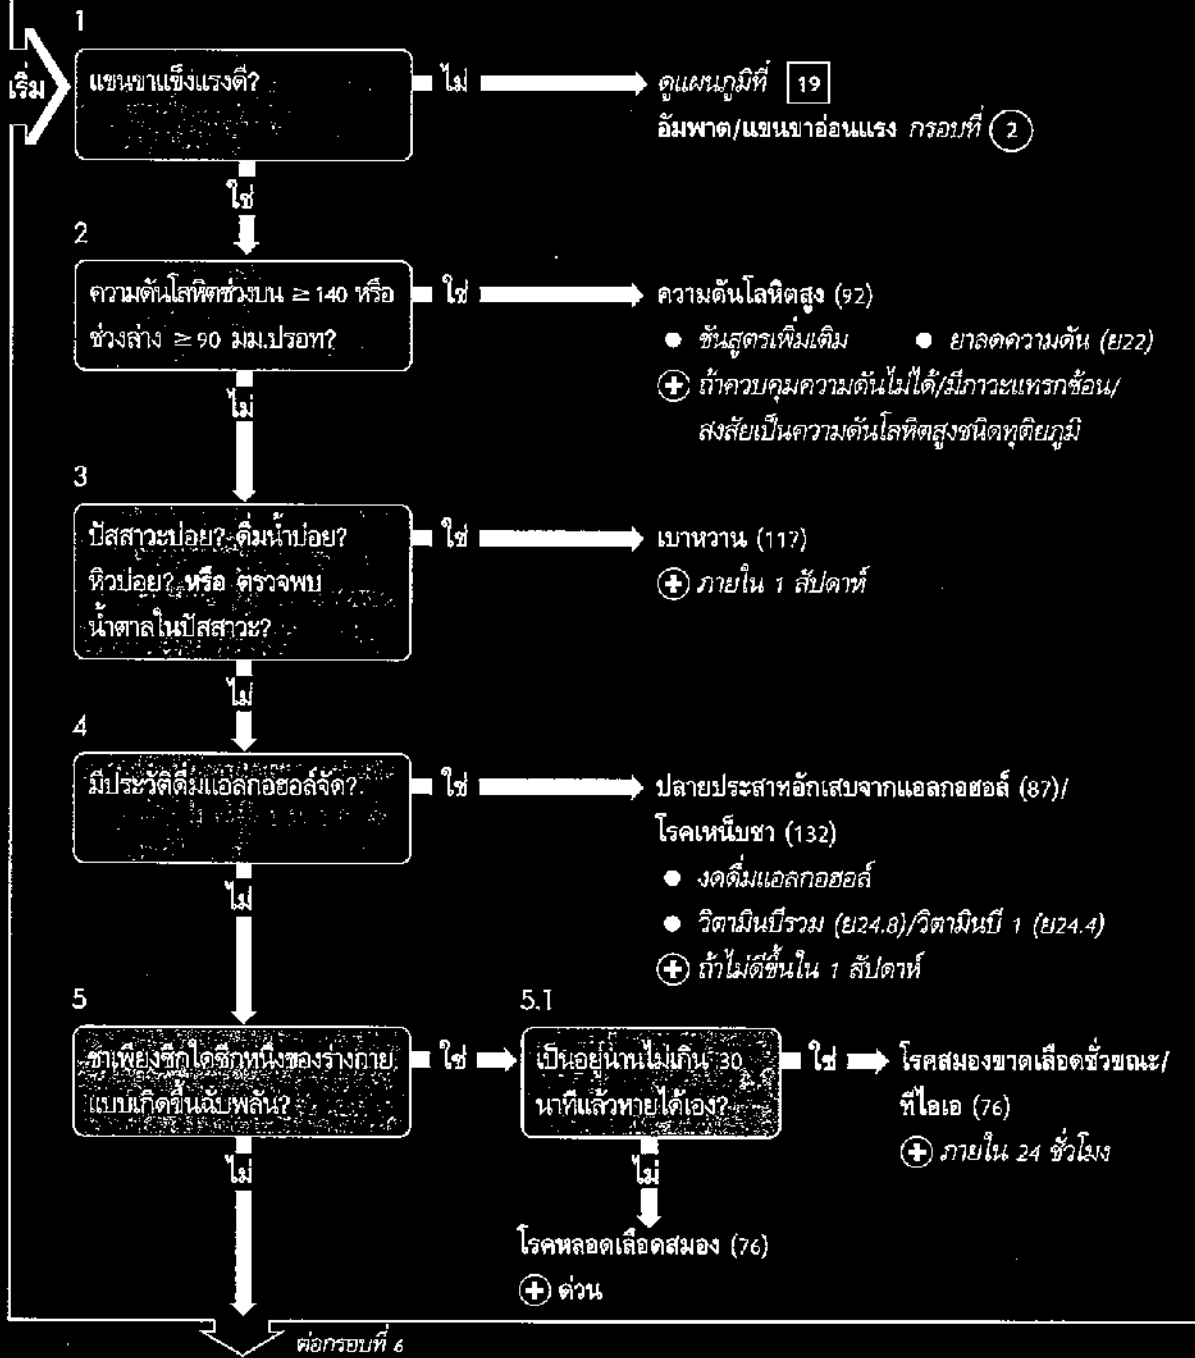 1
เริ่ม
แขนขาแข็งแรงดี?
ไม่
ดูแผนภูมิที่ 19
อัมพาต/แขนขาอ่อนแรง กรอบที่ 2
ใช่
2
ความดันโลหิตช่วงบน ≥ 140 หรือ
ช่วงล่าง ≥ 90 มม.ปรอท?
ใช่
ความดันโลหิตสูง (92)
● ชันสูตรเพิ่มเติม ● ยาลดความดัน (ย22)
ถ้าควบคุมความดันไม่ได้/มีภาวะแทรกซ้อน/
สงสัยเป็นความดันโลหิตสูงชนิดทุติยภูมิ
ไม่
3
ปัสสาวะบ่อย? ดื่มน้ำบ่อย?
หิวบ่อย? หรือ ตรวจพบ
น้ำตาลในปัสสาวะ?
ใช่
เบาหวาน (117)
ภายใน 1 สัปดาห์
ไม่
4
มีประวัติดื่มแอลกอฮอล์จัด?
ใช่
ปลายประสาทอักเสบจากแอลกอฮอล์ (87)/
โรคเหน็บชา (132)
● งดดื่มแอลกอฮอล์
● วิตามินบีรวม (ย24.8)/วิตามินบี 1 (ย24.4)
ถ้าไม่ดีขึ้นใน 1 สัปดาห์
ไม่
5
ชาเพียงซีกใดซีกหนึ่งของร่างกาย
แบบเกิดขึ้นฉับพลัน?
ใช่
5.1
เป็นอยู่นานไม่เกิน 30
นาทีแล้วหายได้เอง?
ใช่
โรคสมองขาดเลือดชั่วขณะ/
ทีไอเอ (76)
ภายใน 24 ชั่วโมง
ไม่
โรคหลอดเลือดสมอง (76)
ด่วน
ไม่
ต่อกรอบที่ 6